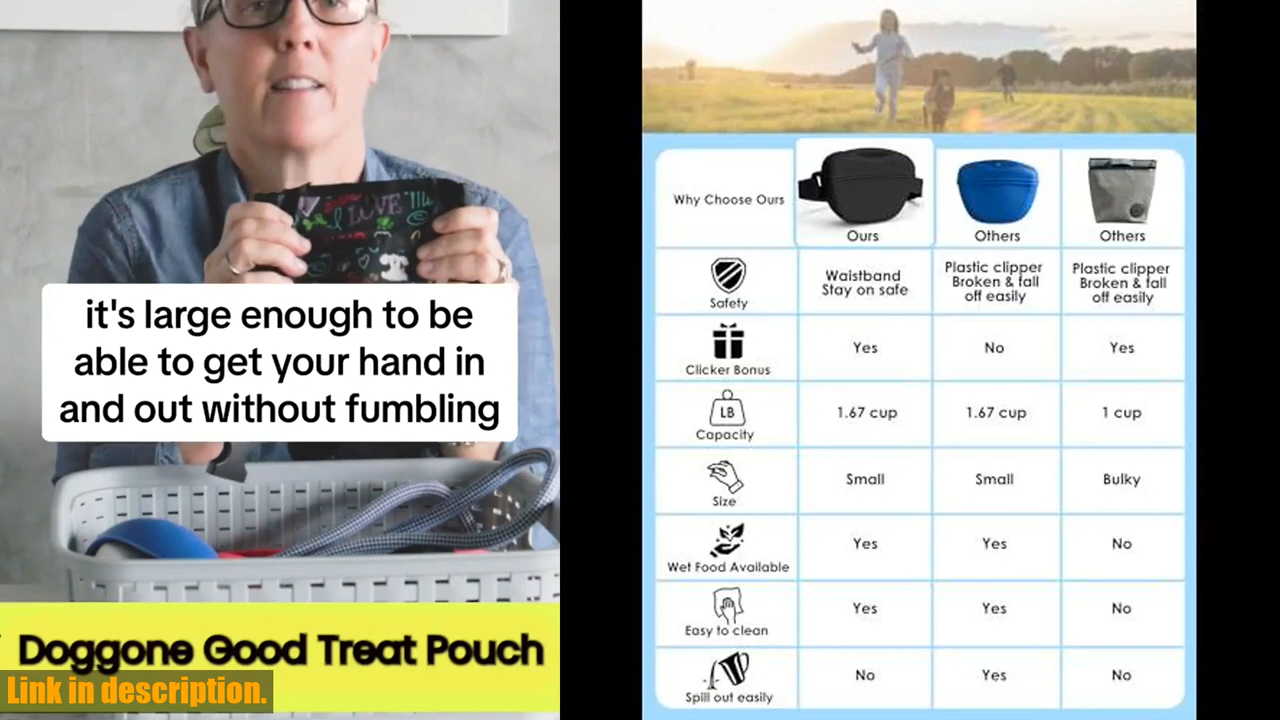 LOVE
it's large enough to be
able to get your hand in
and out without fumbling
Doggone Good Treat Pouch
Link in description.
Why Choose Ours
Ours
Others
Others
Safety
Waistband
Stay on safe
Plastic clipper
Broken & fall
off easily
Plastic clipper
Broken & fall
off easily
Clicker Bonus
Yes
No
Yes
LB
Capacity
1.67 cup
1.67 cup
1 cup
Size
Small
Small
Bulky
Wet Food Available
Yes
Yes
No
Easy to clean
Yes
Yes
No
Spill out easily
No
Yes
No